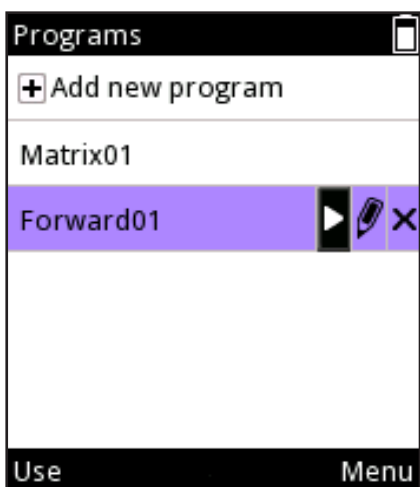 Programs
Add new program
Matrix01
Forward01
Use Menu